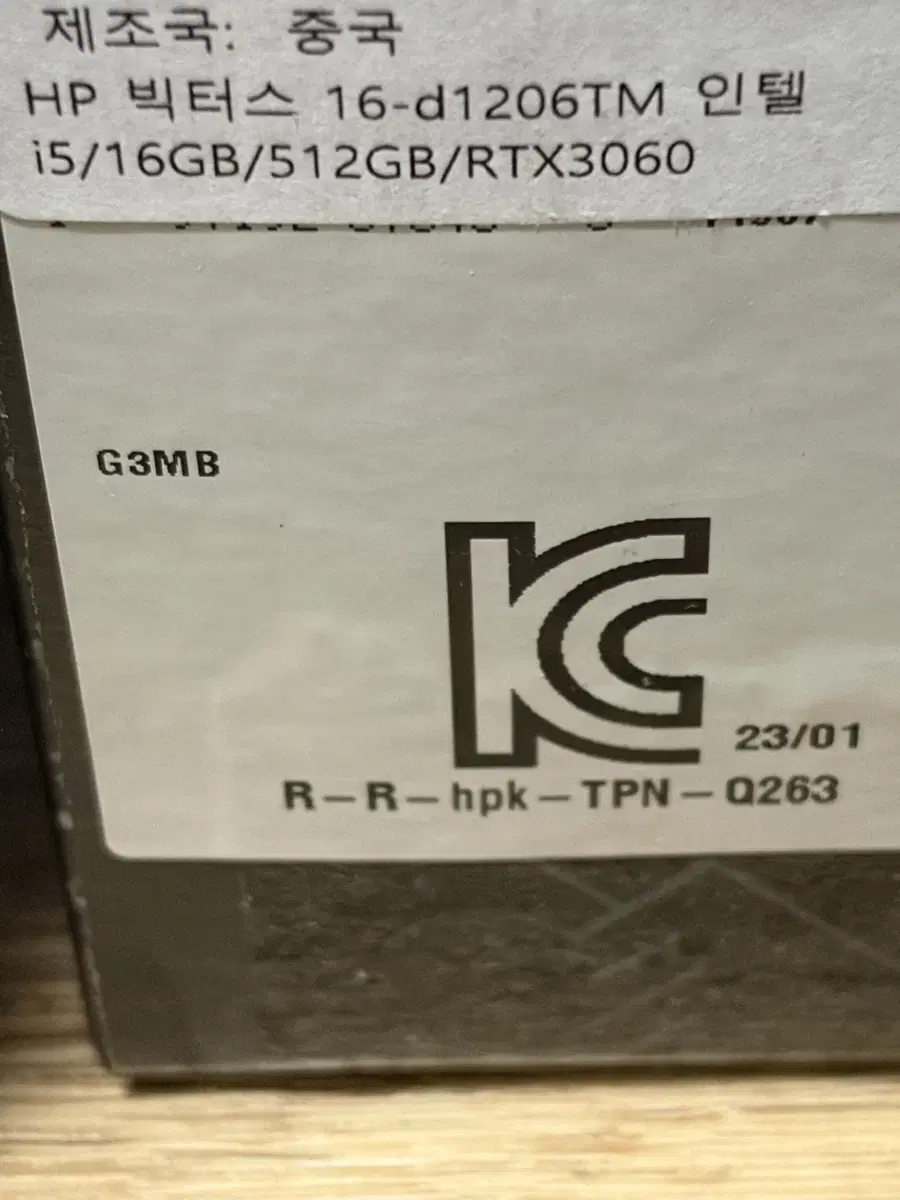 제조국: 중국
HP 빅터스 16-d1206TM 인텔
i5/16GB/512GB/RTX3060
G3MB
KC
23/01
R-R-hpk-TPN-Q263